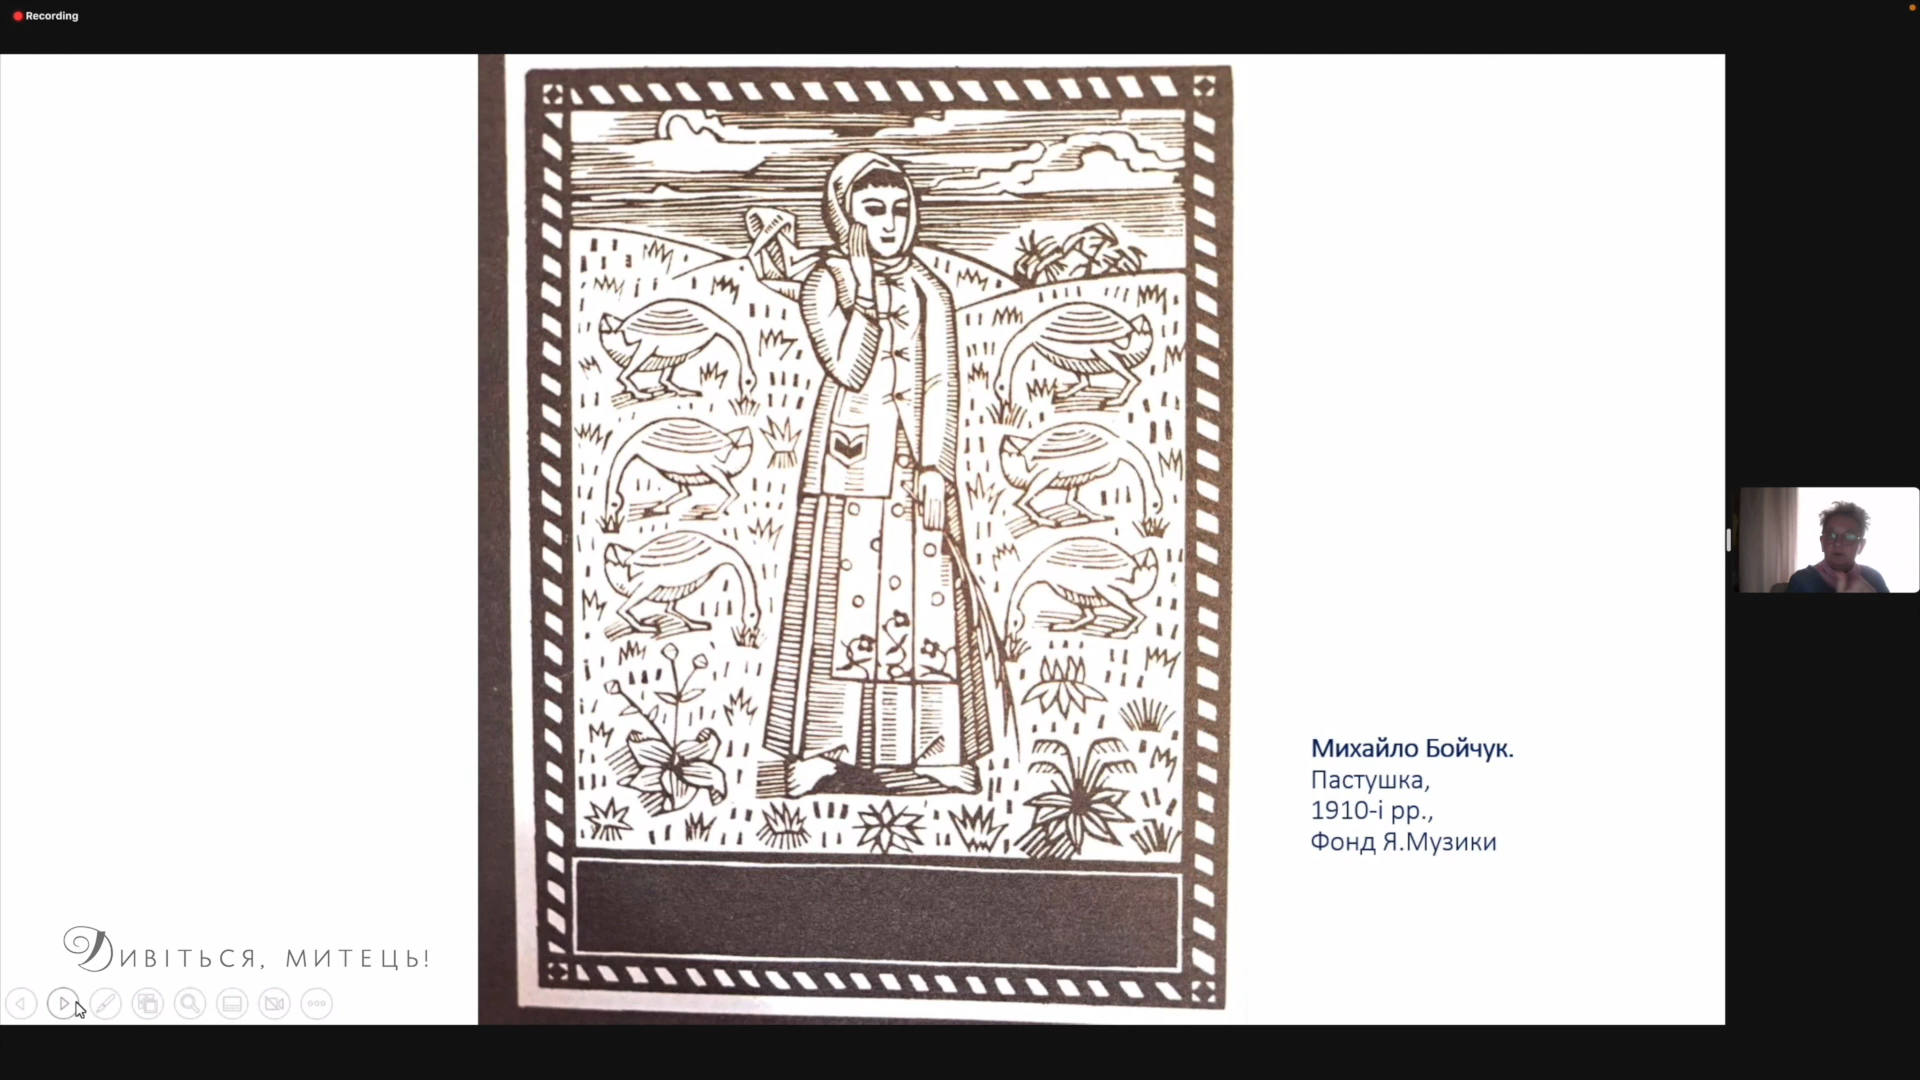 Recording
Михайло Бойчук.
Пастушка,
1910-і рр.,
Фонд Я.Музики
Дивіться, митець!